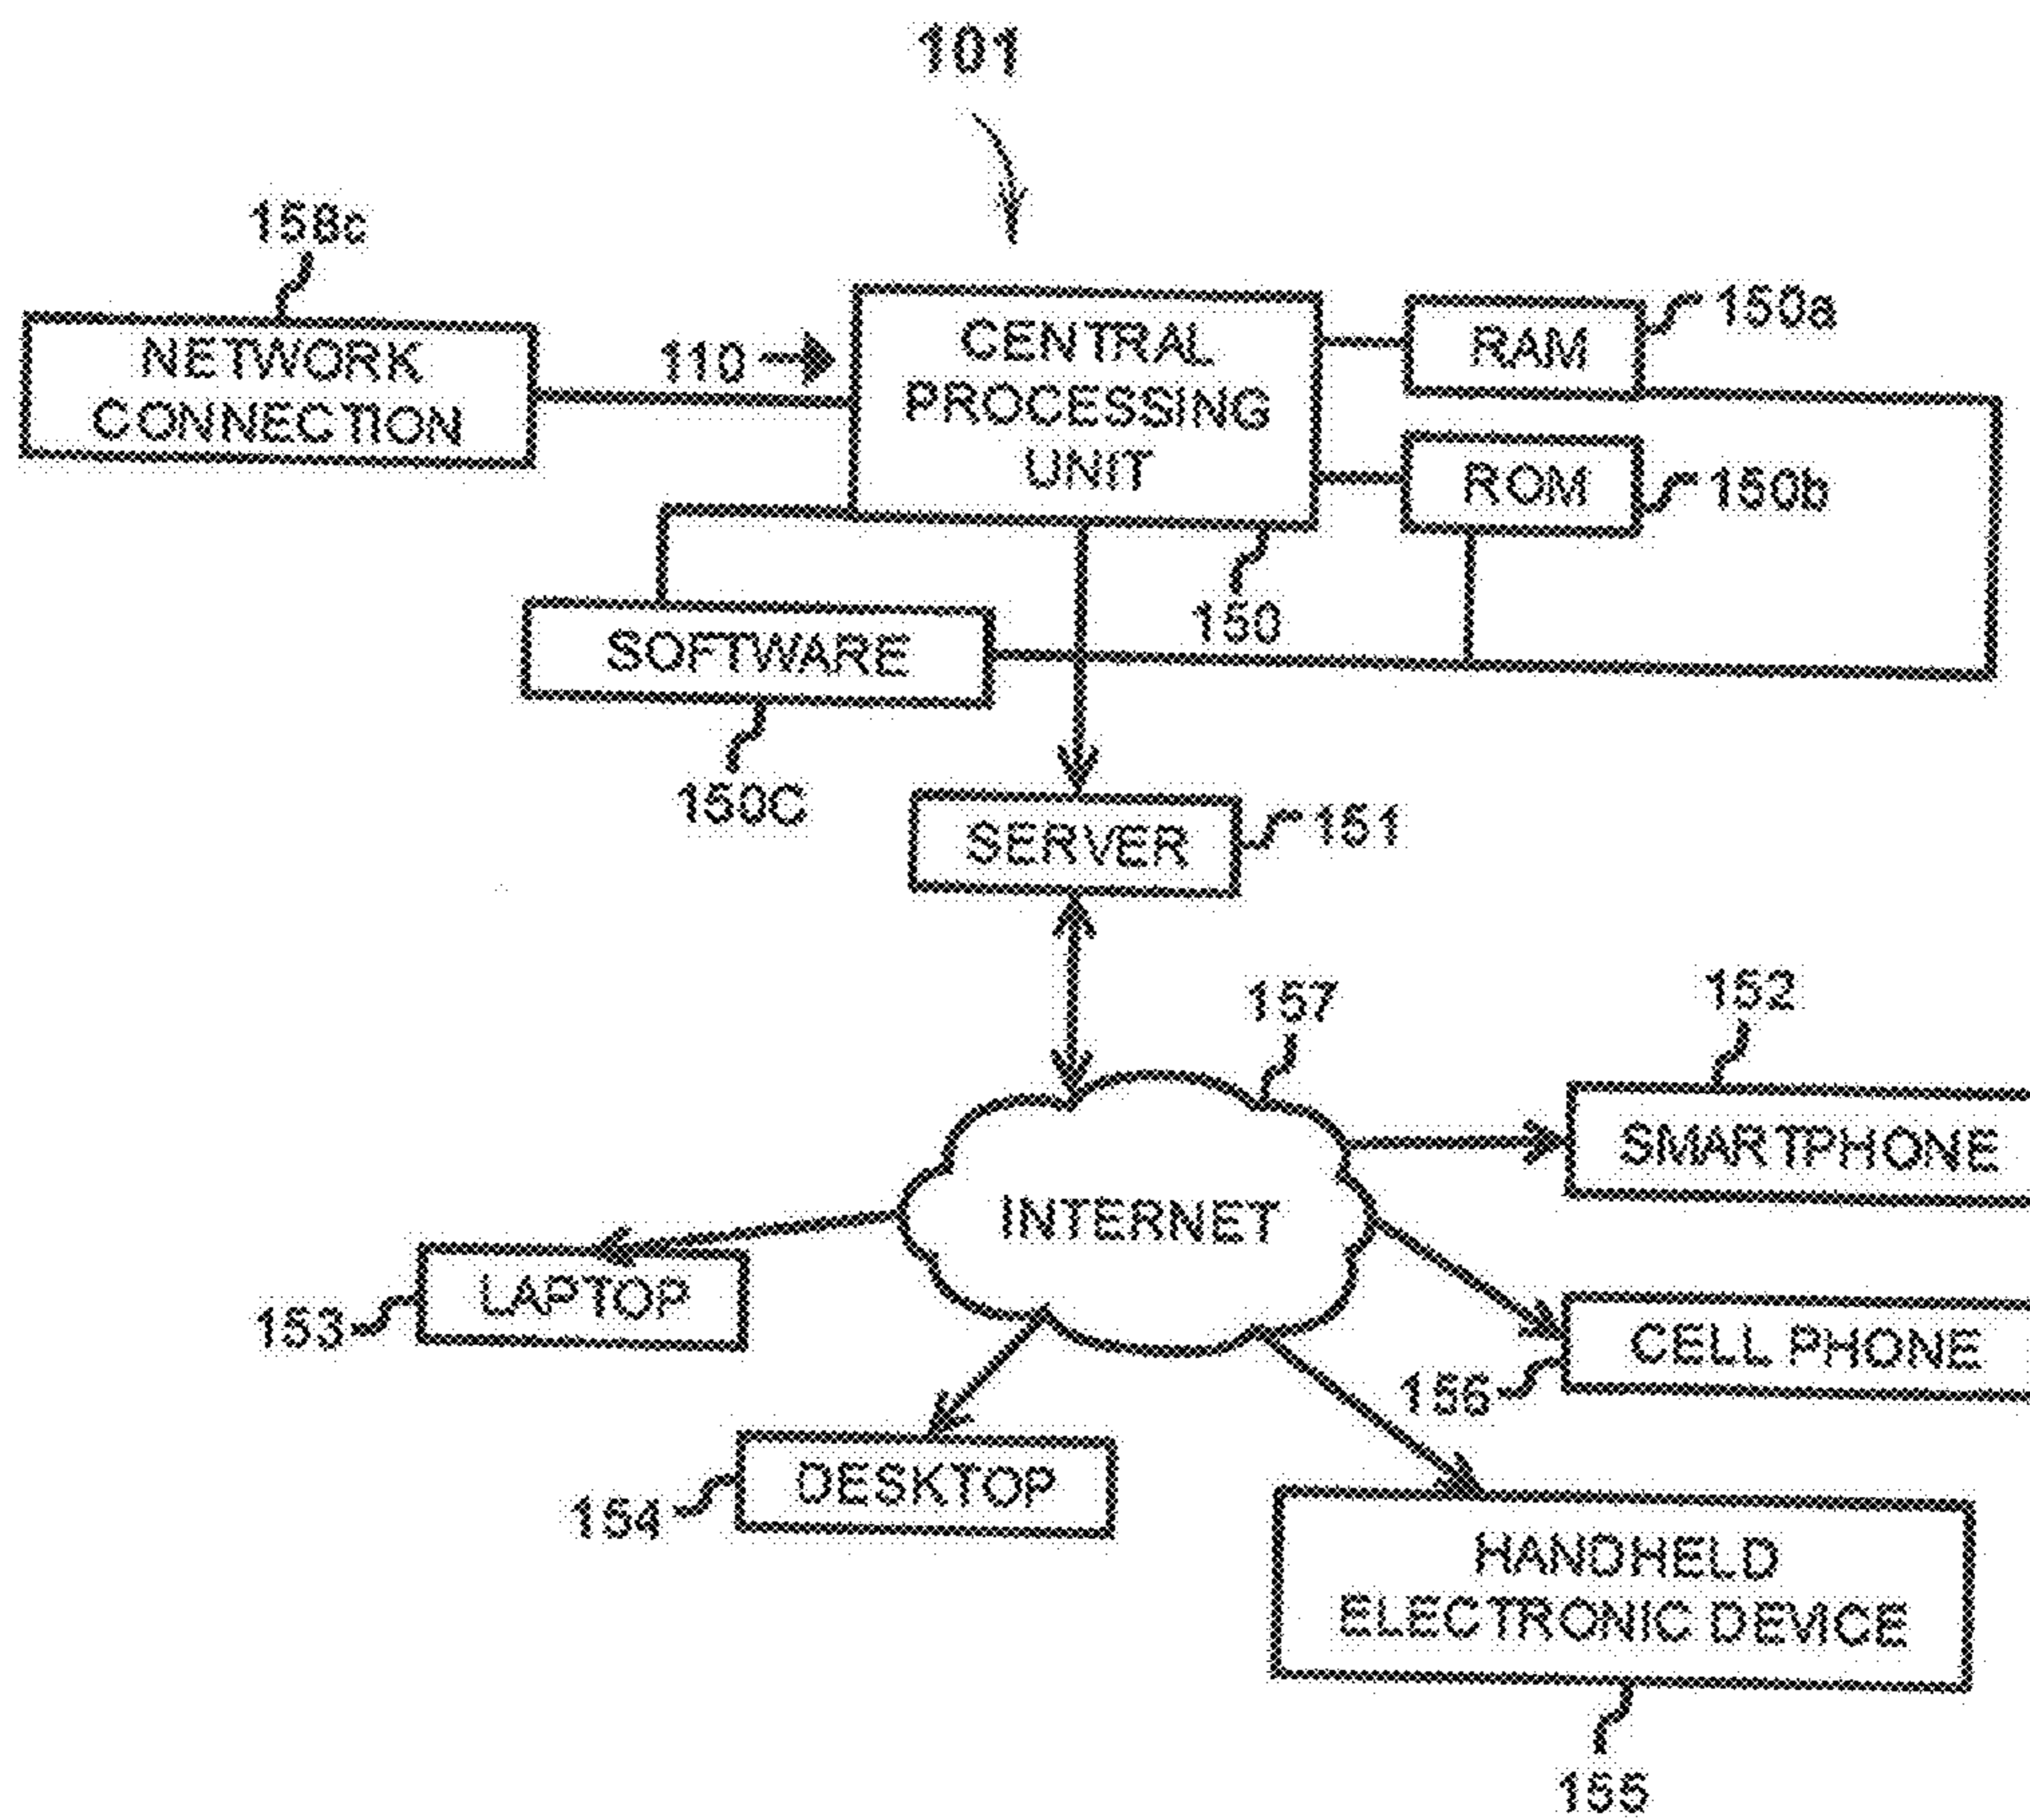 101
158c
NETWORK
CONNECTION
110
CENTRAL
PROCESSING
UNIT
RAM
150a
ROM
150b
150
SOFTWARE
150C
SERVER
151
157
152
INTERNET
SMARTPHONE
LAPTOP
153
CELL PHONE
156
DESKTOP
154
HANDHELD
ELECTRONIC DEVICE
155